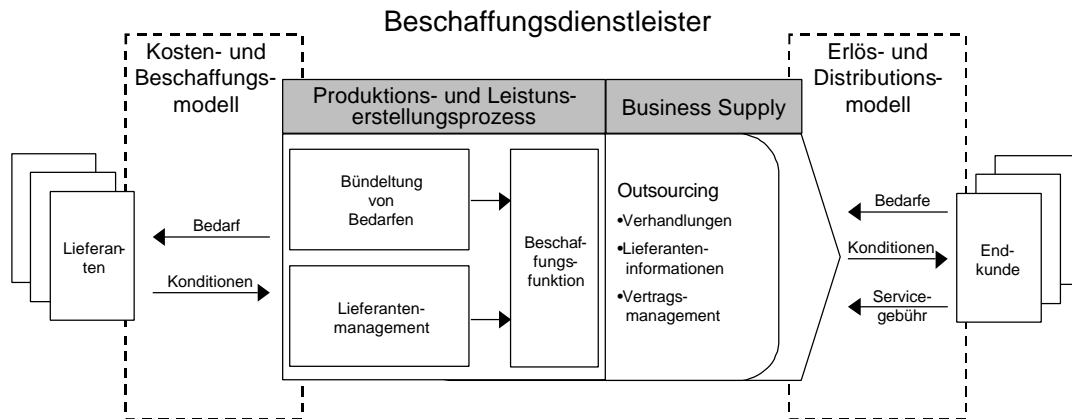 Beschaffungsdienstleister
Kosten- und
Beschaffungs-
modell
Produktions- und Leistuns-
erstellungsprozess
Business Supply
Erlös- und
Distributions-
modell
Lieferan-
ten
Bedarf
Konditionen
Bündeltung
von
Bedarfen
Lieferanten-
management
Beschaf-
fungs-
funktion
Outsourcing
•Verhandlungen
•Lieferanten-
informationen
•Vertrags-
management
Bedarfe
Konditionen
Service-
gebühr
End-
kunde